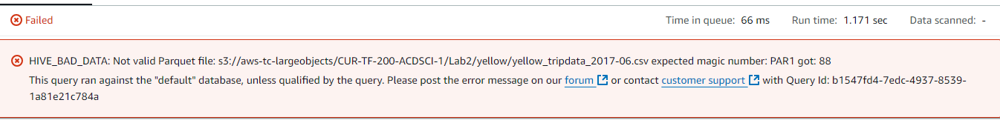 Failed Time in queue: 66 ms Run time: 1.171 sec Data scanned: -
HIVE_BAD_DATA: Not valid Parquet file: s3://aws-tc-largeobjects/CUR-TF-200-ACDSCI-1/Lab2/yellow/yellow_tripdata_2017-06.csv expected magic number: PAR1 got: 88
This query ran against the "default" database, unless qualified by the query. Please post the error message on our forum or contact customer support with Query Id: b1547fd4-7edc-4937-8539-
1a81e21c784a